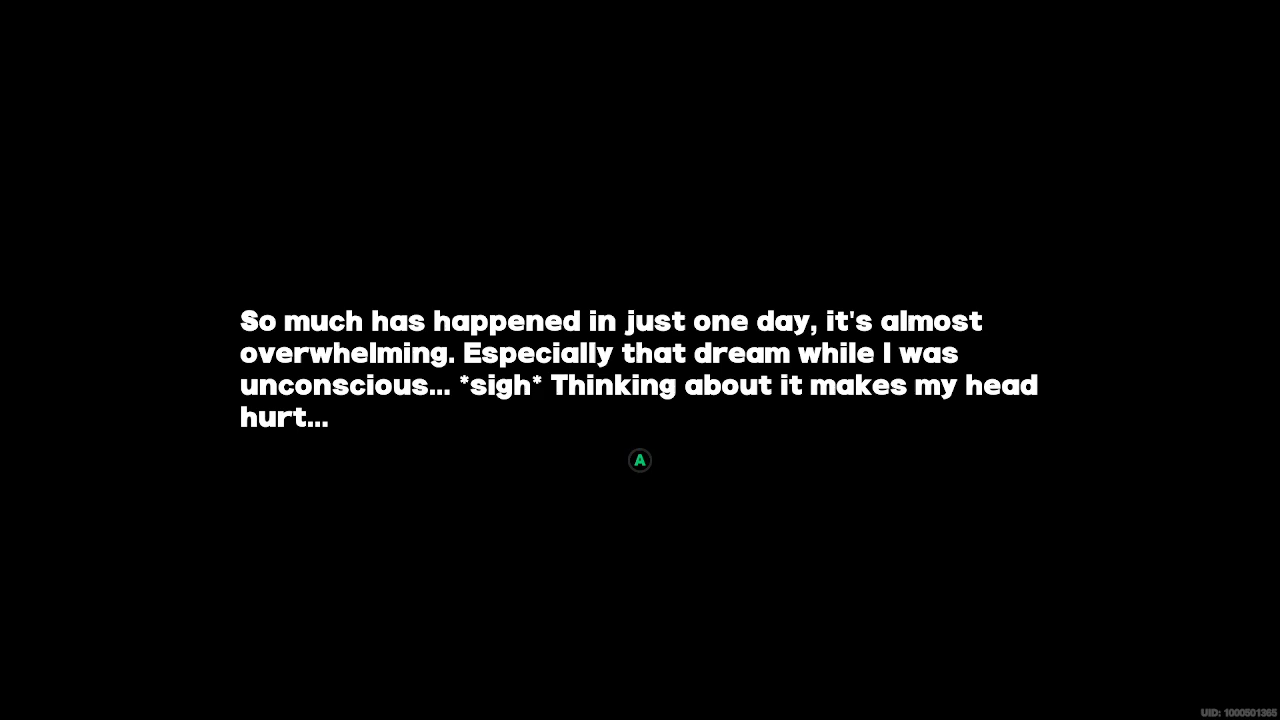 So much has happened in just one day, it's almost
overwhelming. Especially that dream while I was
unconscious... *sigh* Thinking about it makes my head
hurt...
A
UID: 1000501365